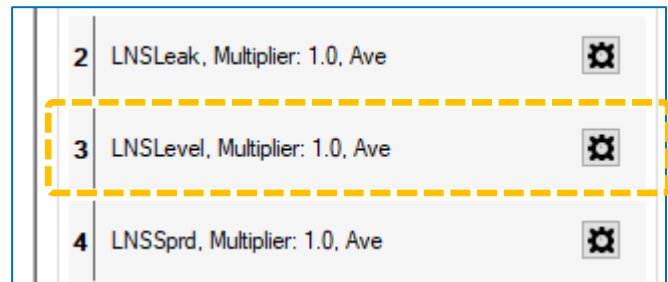 2 LNSLeak, Multiplier: 1.0, Ave
3 LNSLevel, Multiplier: 1.0, Ave
4 LNSSprd, Multiplier: 1.0, Ave